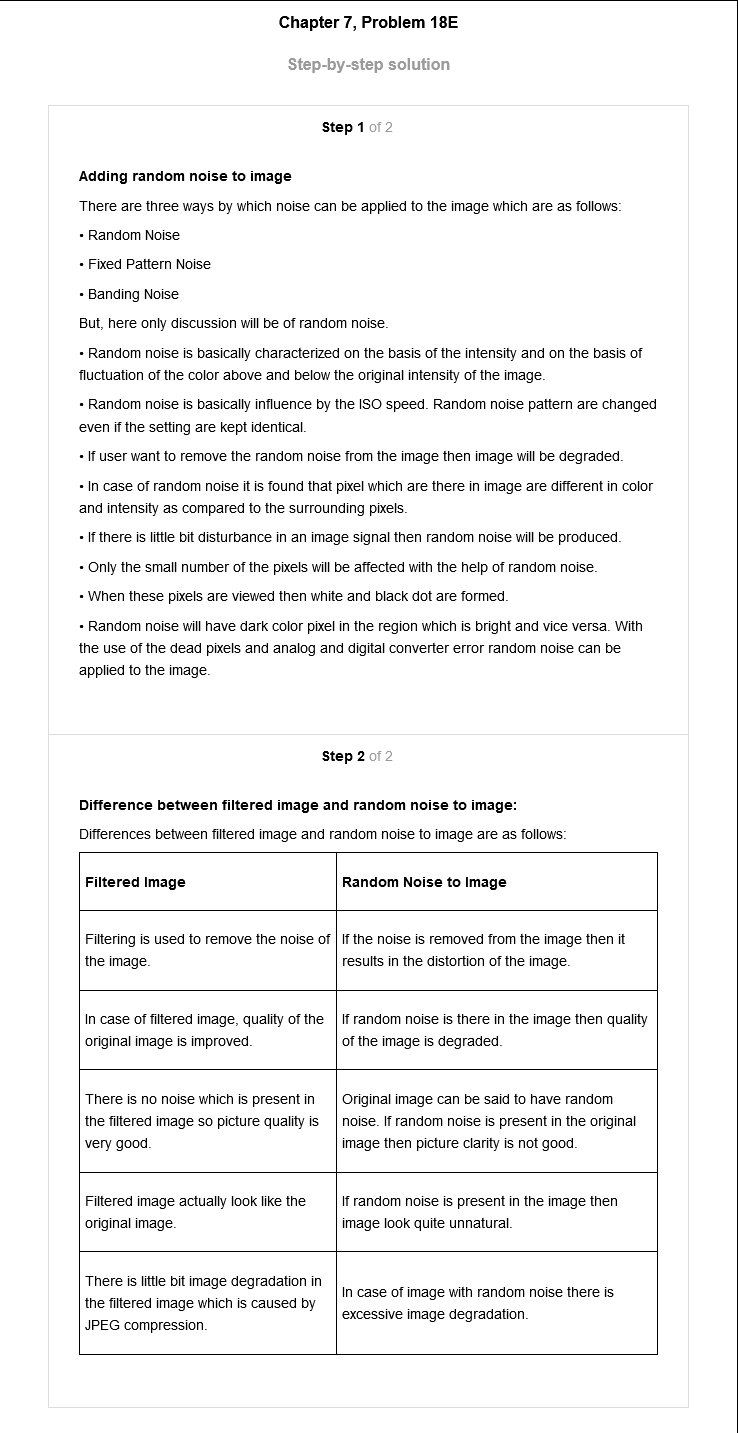 Chapter 7, Problem 18E
Step-by-step solution
Step 1 of 2
Adding random noise to image
There are three ways by which noise can be applied to the image which are as follows:
• Random Noise
• Fixed Pattern Noise
• Banding Noise
But, here only discussion will be of random noise.
• Random noise is basically characterized on the basis of the intensity and on the basis of
fluctuation of the color above and below the original intensity of the image.
• Random noise is basically influence by the ISO speed. Random noise pattern are changed
even if the setting are kept identical.
• If user want to remove the random noise from the image then image will be degraded.
• In case of random noise it is found that pixel which are there in image are different in color
and intensity as compared to the surrounding pixels.
• If there is little bit disturbance in an image signal then random noise will be produced.
• Only the small number of the pixels will be affected with the help of random noise.
• When these pixels are viewed then white and black dot are formed.
• Random noise will have dark color pixel in the region which is bright and vice versa. With
the use of the dead pixels and analog and digital converter error random noise can be
applied to the image.
Step 2 of 2
Difference between filtered image and random noise to image:
Differences between filtered image and random noise to image are as follows:
Filtered Image
Random Noise to Image
Filtering is used to remove the noise of
the image.
If the noise is removed from the image then it
results in the distortion of the image.
In case of filtered image, quality of the
original image is improved.
If random noise is there in the image then quality
of the image is degraded.
There is no noise which is present in
the filtered image so picture quality is
very good.
Original image can be said to have random
noise. If random noise is present in the original
image then picture clarity is not good.
Filtered image actually look like the
original image.
If random noise is present in the image then
image look quite unnatural.
There is little bit image degradation in
the filtered image which is caused by
JPEG compression.
In case of image with random noise there is
excessive image degradation.